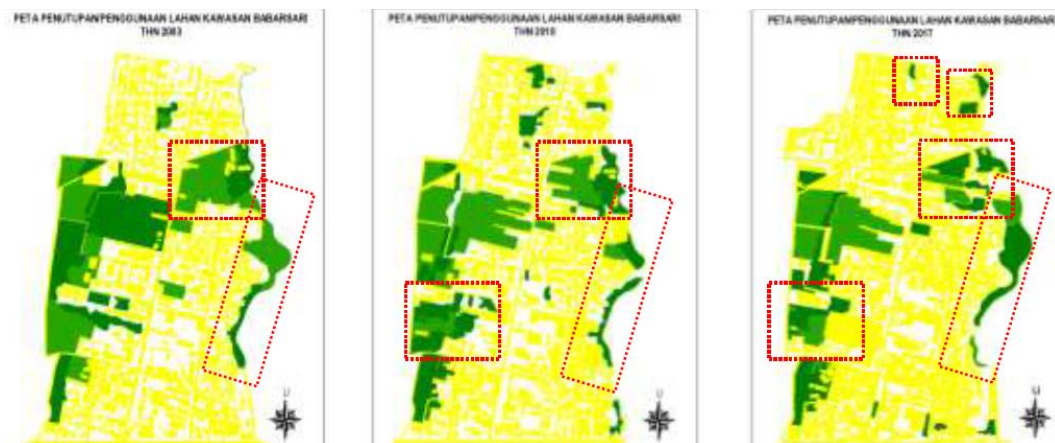 PETA PENUTUPAN/PENGGUNAAN LAHAN KAWASAN BABARSARI
THN 2003
PETA PENUTUPAN/PENGGUNAAN LAHAN KAWASAN BABARSARI
THN 2010
PETA PENUTUPAN/PENGGUNAAN LAHAN KAWASAN BABARSARI
THN 2017
U
U
U